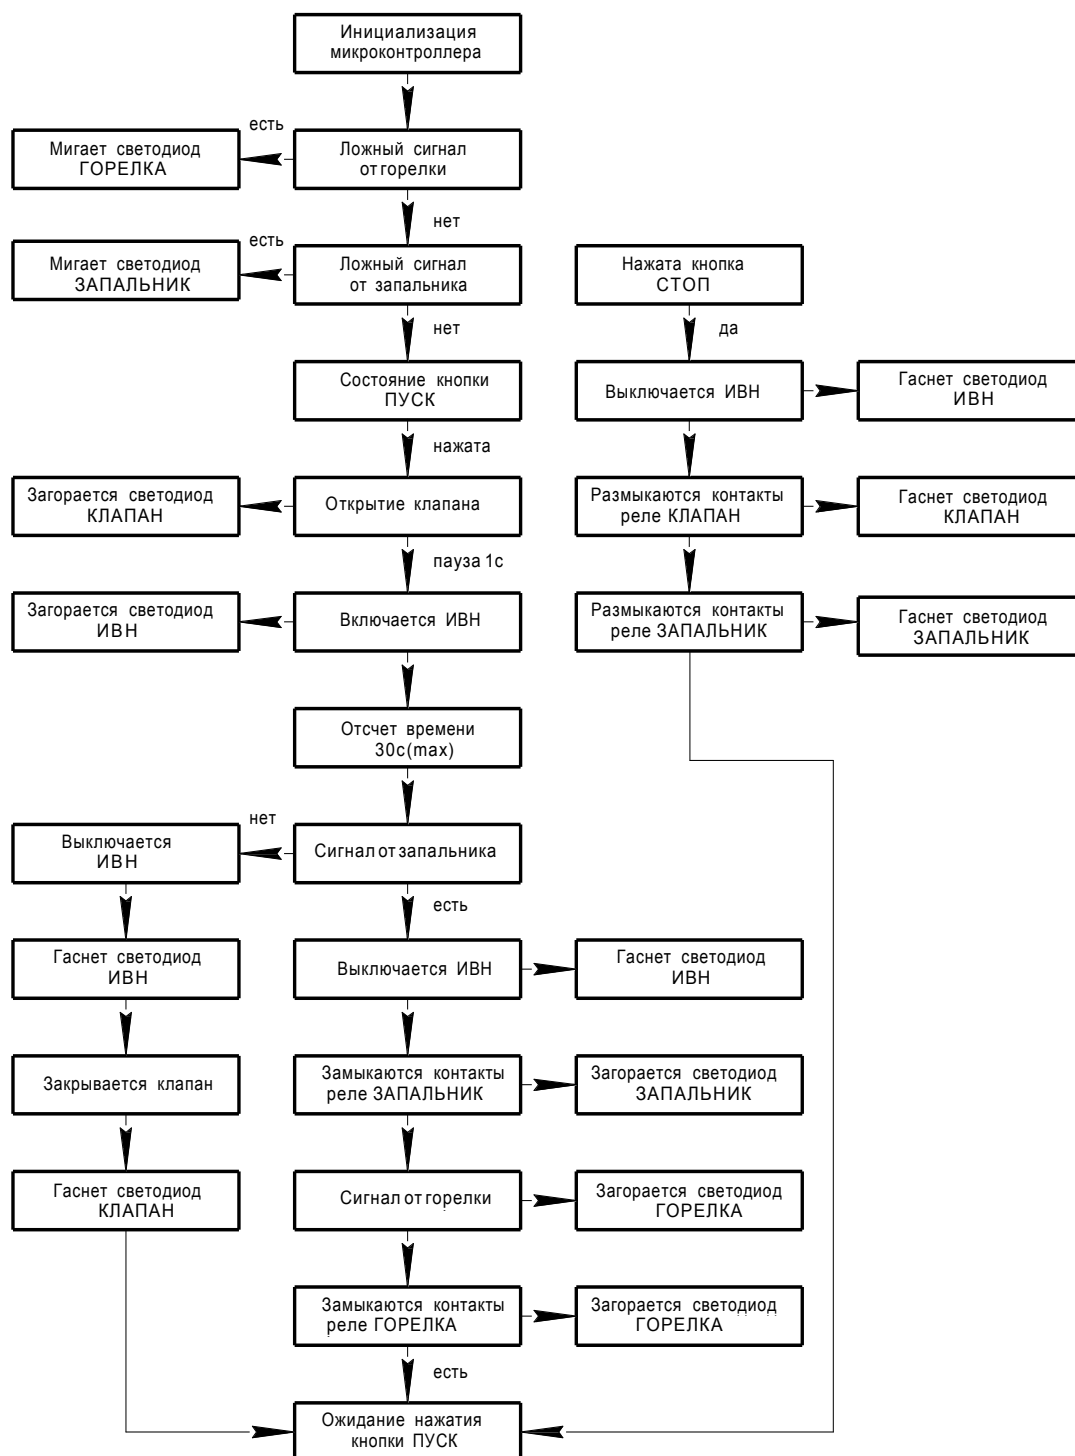 Инициализация
микроконтроллера
есть
Мигает светодиод
ГОРЕЛКА
Ложный сигнал
от горелки
нет
есть
Мигает светодиод
ЗАПАЛЬНИК
Ложный сигнал
от запальника
нет
Состояние кнопки
ПУСК
нажата
Загорается светодиод
КЛАПАН
Открытие клапана
пауза 1с
Загорается светодиод
ИВН
Включается ИВН
Отсчет времени
30с(max)
нет
Выключается
ИВН
Сигнал от запальника
есть
Гаснет светодиод
ИВН
Выключается ИВН
Гаснет светодиод
ИВН
Закрывается клапан
Замыкаются контакты
реле ЗАПАЛЬНИК
Загорается светодиод
ЗАПАЛЬНИК
Гаснет светодиод
КЛАПАН
Сигнал от горелки
Загорается светодиод
ГОРЕЛКА
Замыкаются контакты
реле ГОРЕЛКА
Загорается светодиод
ГОРЕЛКА
есть
Ожидание нажатия
кнопки ПУСК
Нажата кнопка
СТОП
да
Выключается ИВН
Гаснет светодиод
ИВН
Размыкаются контакты
реле КЛАПАН
Гаснет светодиод
КЛАПАН
Размыкаются контакты
реле ЗАПАЛЬНИК
Гаснет светодиод
ЗАПАЛЬНИК